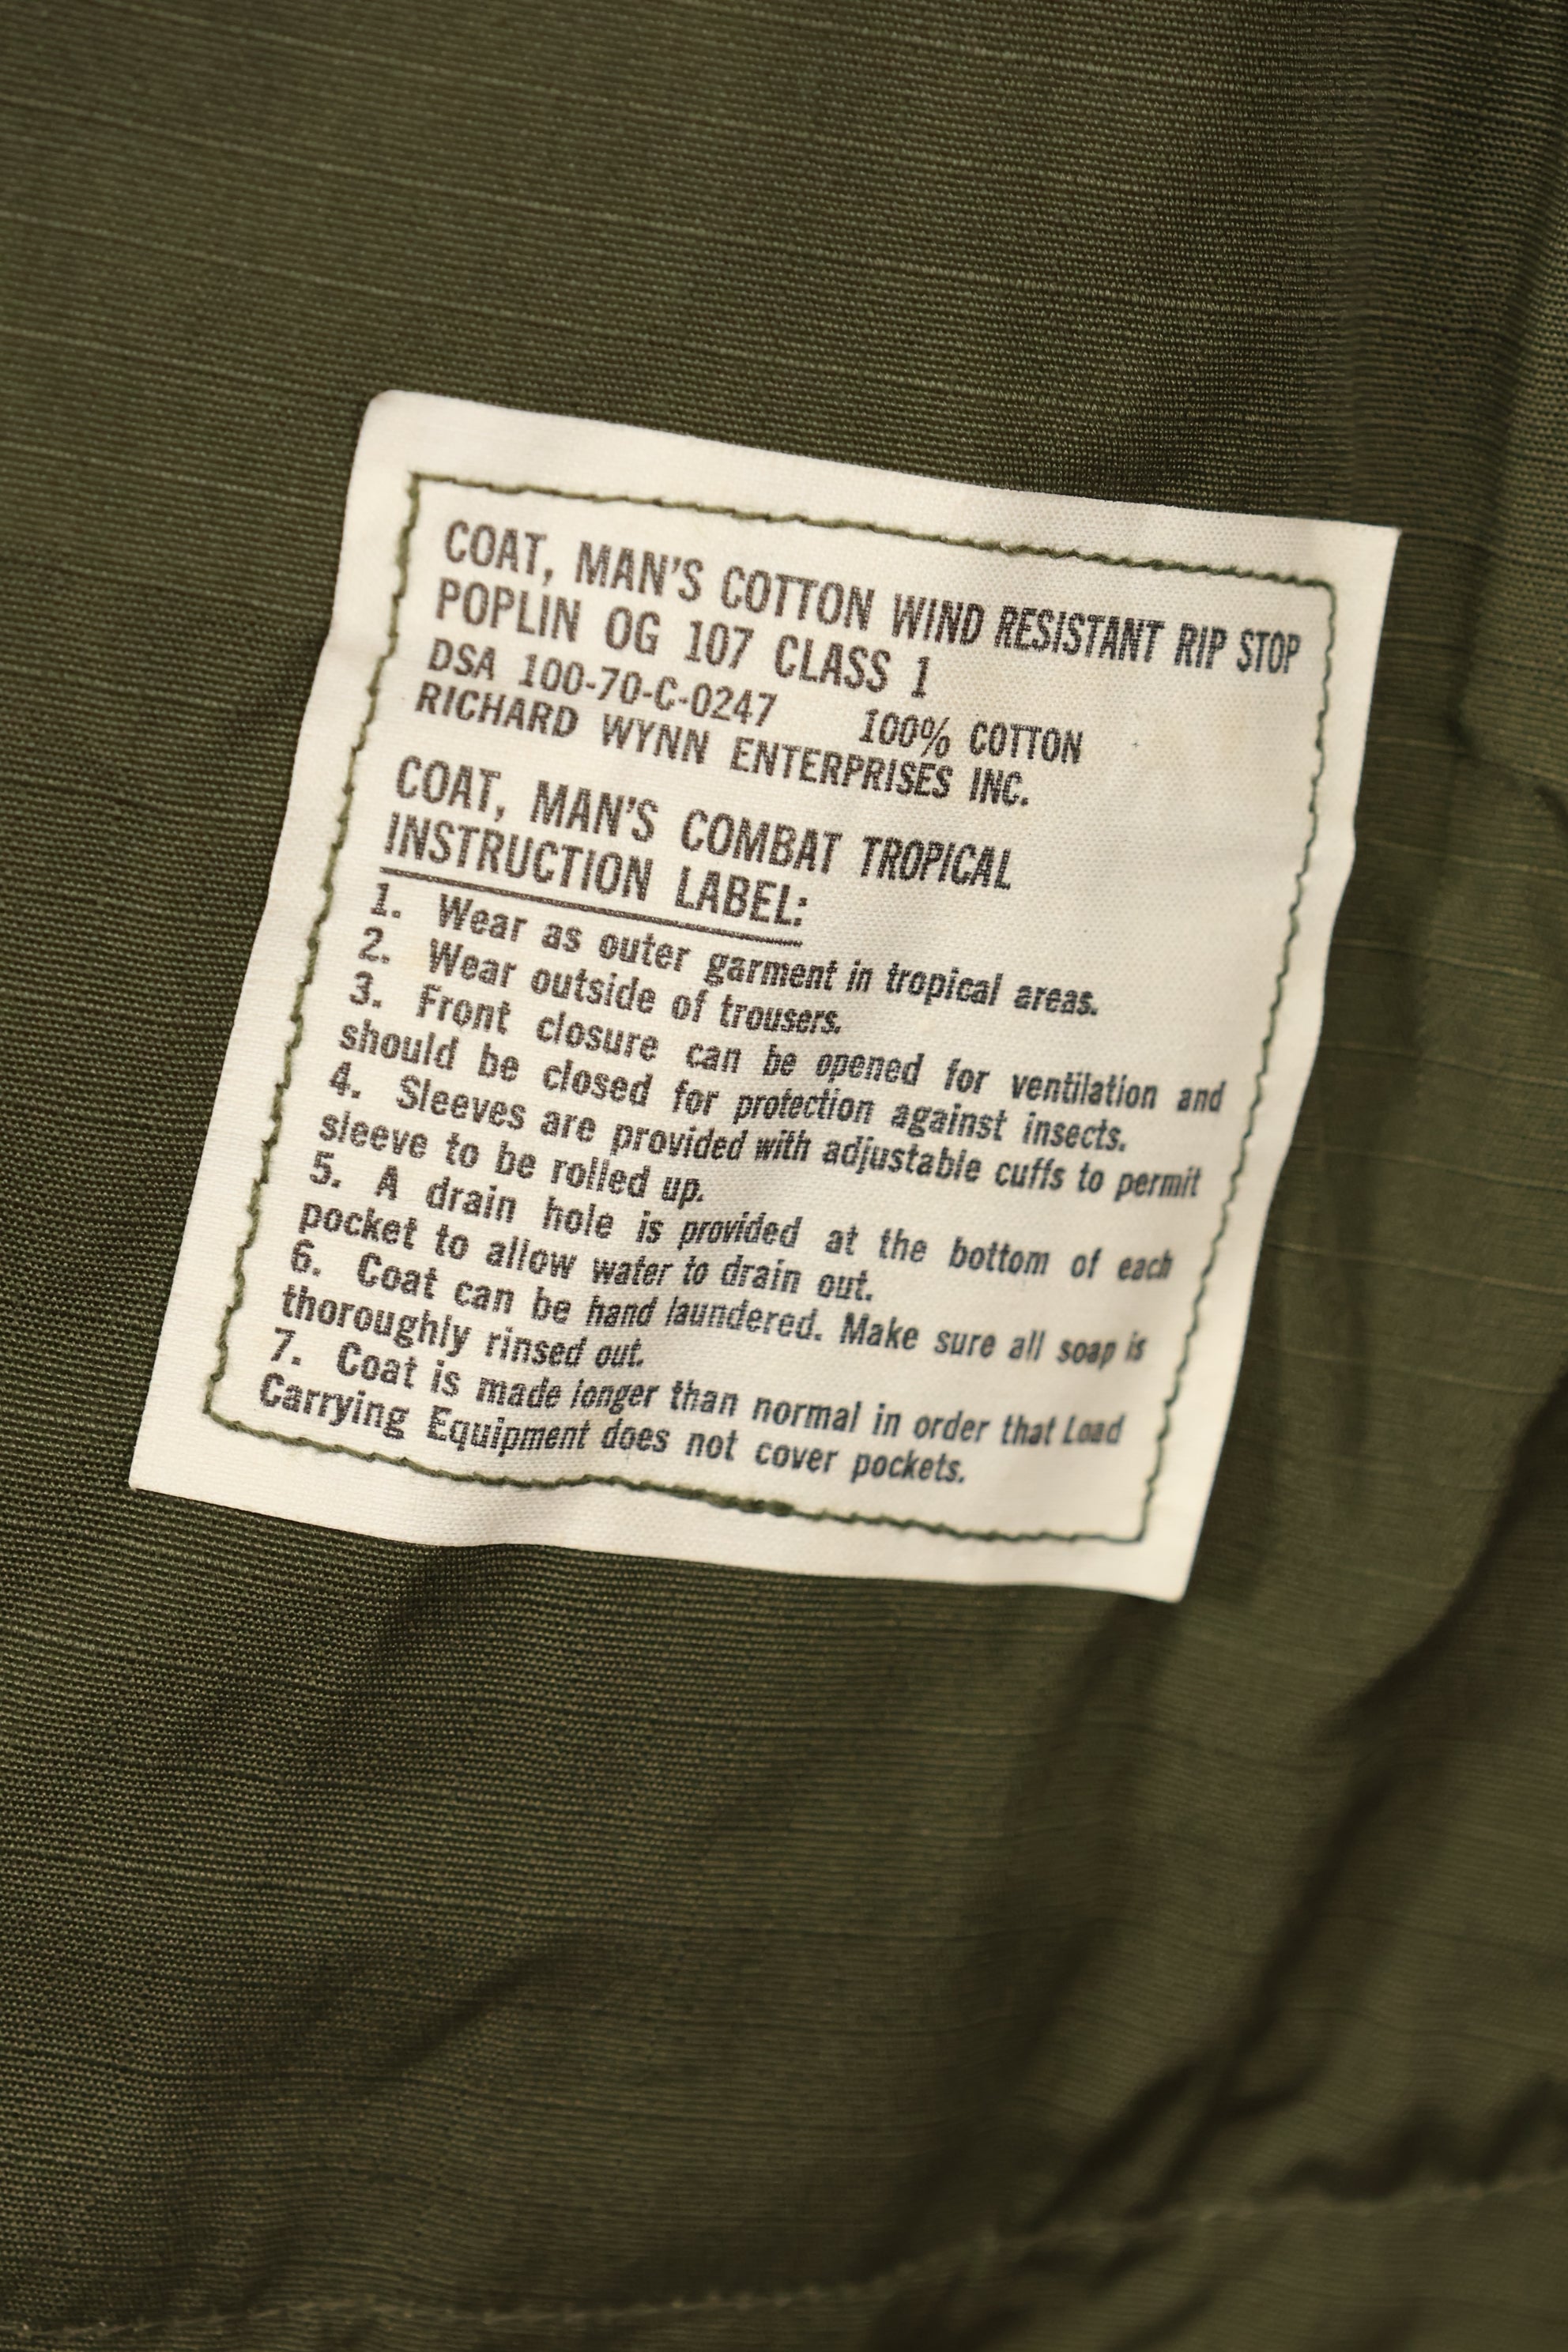 COAT, MAN'S COTTON WIND RESISTANT RIP STOP
POPLIN OG 107 CLASS 1
DSA 100-70-C-0247 100% COTTON
RICHARD WYNN ENTERPRISES INC.
COAT, MAN'S COMBAT TROPICAL
INSTRUCTION LABEL:
1. Wear as outer garment in tropical areas.
2. Wear outside of trousers.
3. Front closure can be opened for ventilation and
should be closed for protection against insects.
4. Sleeves are provided with adjustable cuffs to permit
sleeve to be rolled up.
5. A drain hole is provided at the bottom of each
pocket to allow water to drain out.
6. Coat can be hand laundered. Make sure all soap is
thoroughly rinsed out.
7. Coat is made longer than normal in order that Load
Carrying Equipment does not cover pockets.